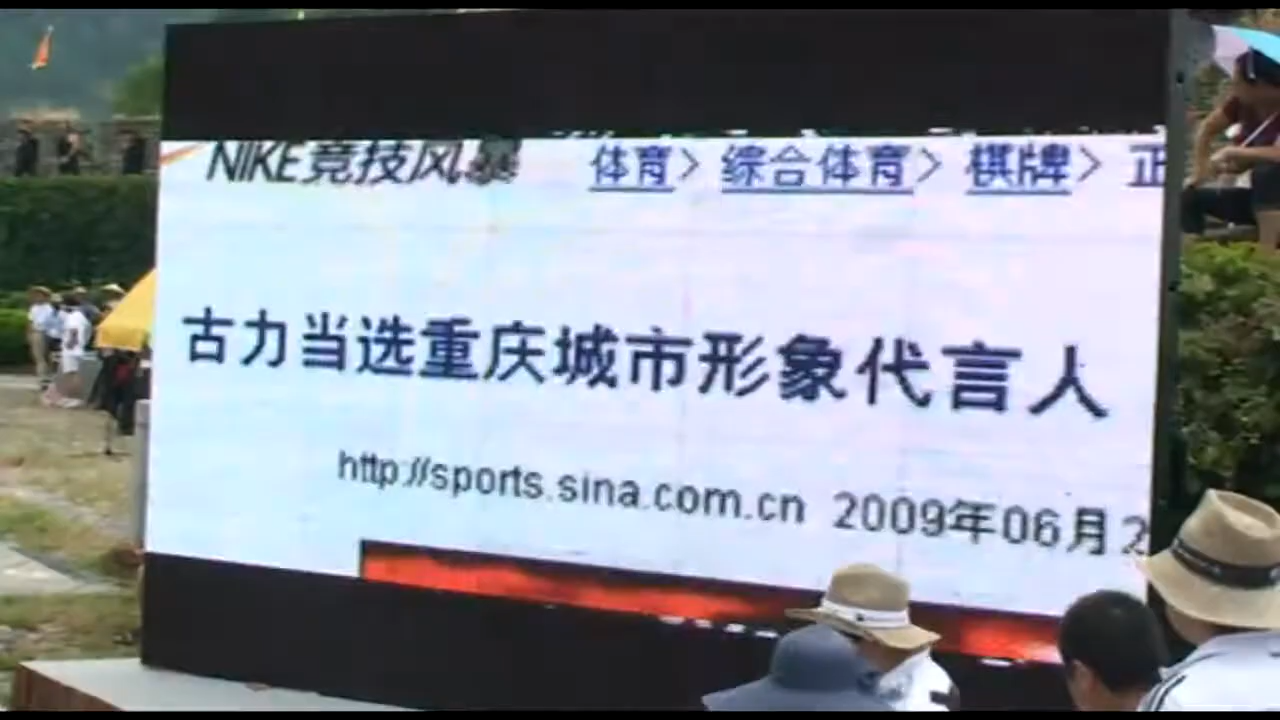 NIKE竞技风暴 体育> 综合体育> 棋牌> 正
古力当选重庆城市形象代言人
http://sports.sina.com.cn 2009年06月2